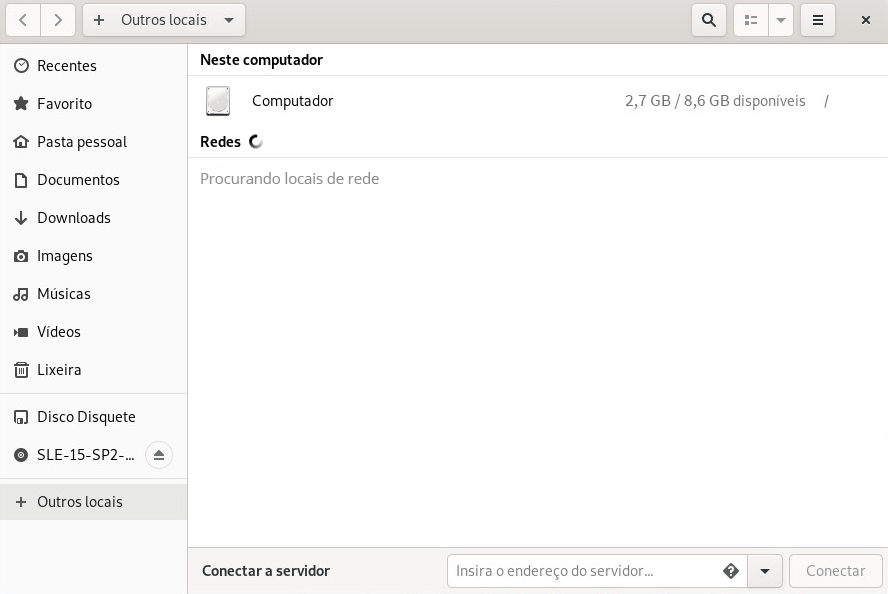 Outros locais
Recentes
Favorito
Pasta pessoal
Documentos
Downloads
Imagens
Músicas
Vídeos
Lixeira
Disco Disquete
SLE-15-SP2-...
Outros locais
Neste computador
Computador 2,7 GB / 8,6 GB disponíveis /
Redes
Procurando locais de rede
Conectar a servidor Insira o endereço do servidor... Conectar